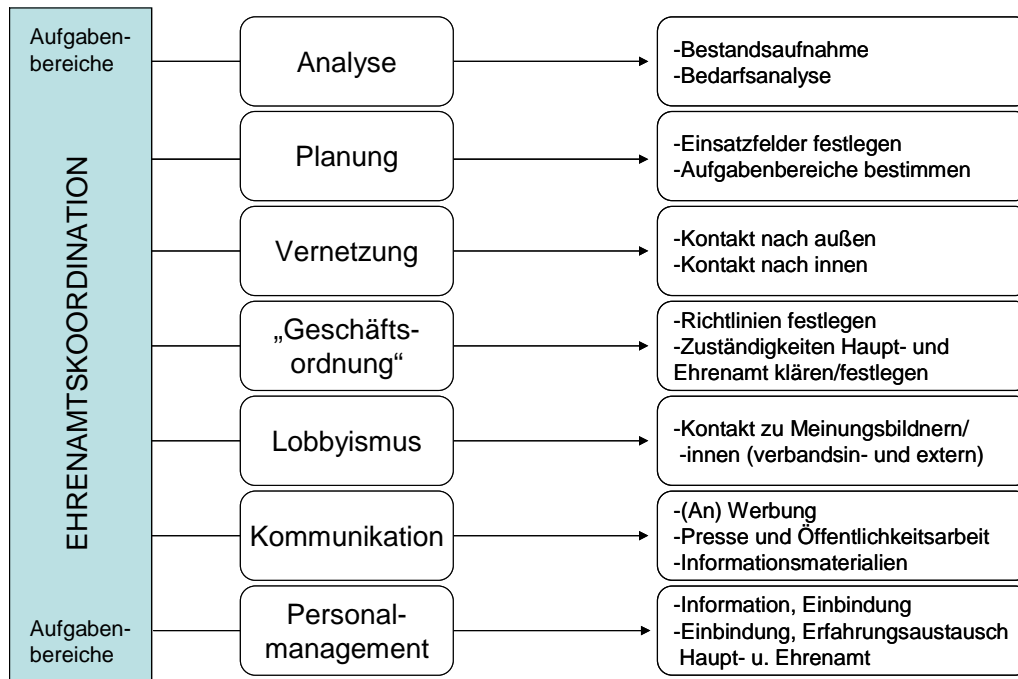 Aufgaben-
bereiche
EHRENAMTSKOORDINATION
Aufgaben-
bereiche
Analyse
-Bestandsaufnahme
-Bedarfsanalyse
Planung
-Einsatzfelder festlegen
-Aufgabenbereiche bestimmen
Vernetzung
-Kontakt nach außen
-Kontakt nach innen
„Geschäfts-
ordnung“
-Richtlinien festlegen
-Zuständigkeiten Haupt- und
Ehrenamt klären/festlegen
Lobbyismus
-Kontakt zu Meinungsbildnern/
-innen (verbandsin- und extern)
Kommunikation
-(An) Werbung
-Presse und Öffentlichkeitsarbeit
-Informationsmaterialien
Personal-
management
-Information, Einbindung
-Einbindung, Erfahrungsaustausch
Haupt- u. Ehrenamt